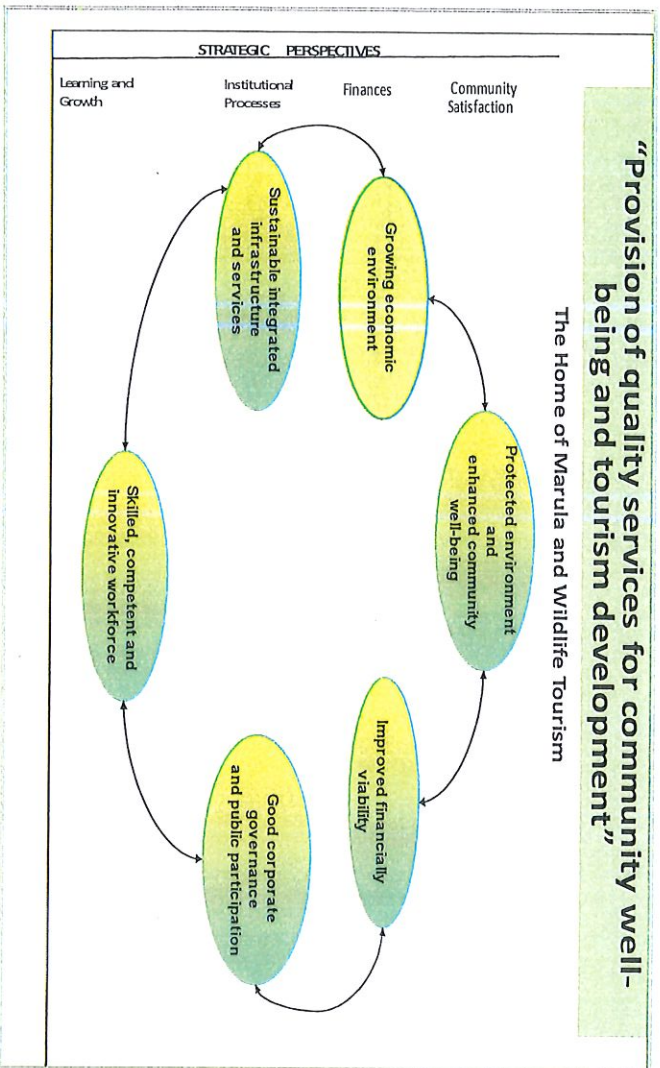 “Provision of quality services for community well-
being and tourism development”
The Home of Marula and Wildlife Tourism
STRATEGIC PERSPECTIVES
Community
Satisfaction
Protected environment
and
enhanced community
well-being
Finances
Growing economic
environment
Improved financially
viability
Institutional
Processes
Sustainable integrated
infrastructure
and services
Good corporate
governance
and public participation
Learning and
Growth
Skilled, competent and
innovative workforce